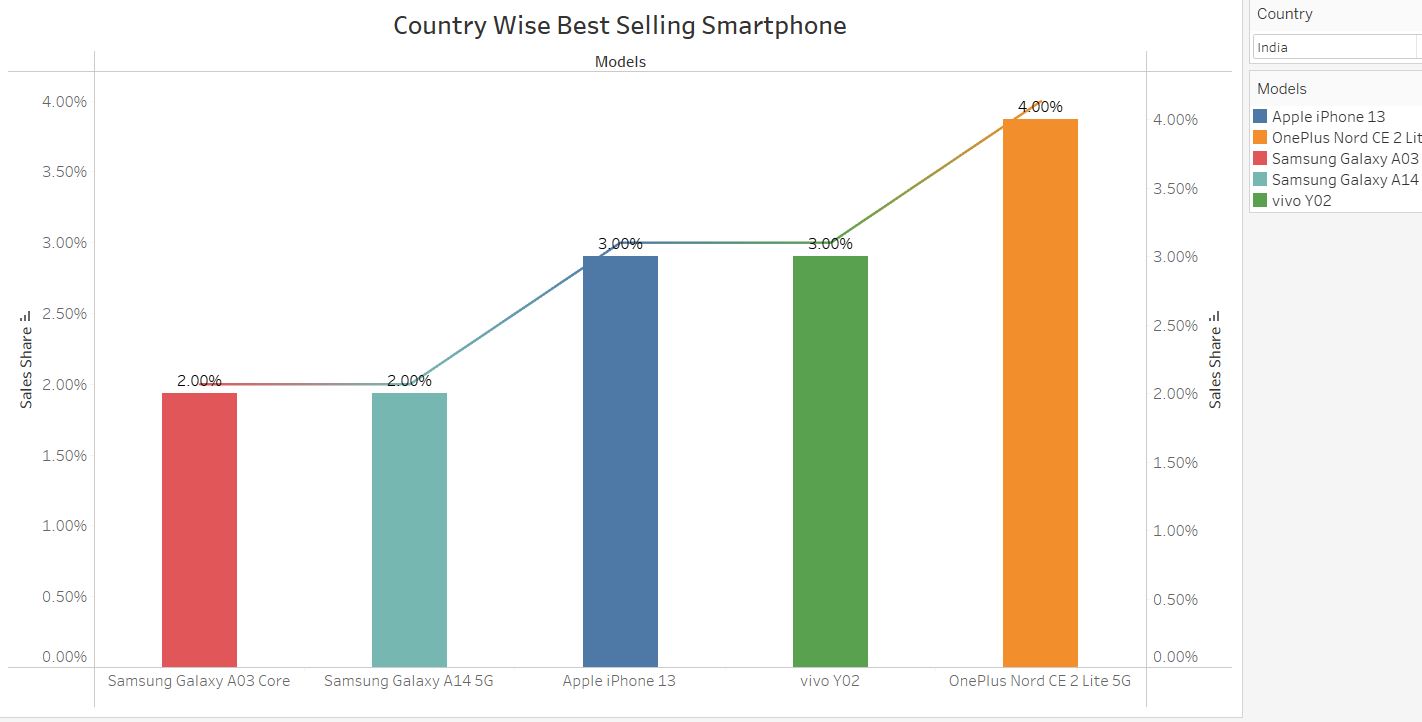 Country Wise Best Selling Smartphone
Models
4.00%
3.50%
3.00%
2.50%
2.00%
1.50%
1.00%
0.50%
0.00%
Sales Share
2.00%
2.00%
3.00%
3.00%
4.00%
Samsung Galaxy A03 Core
Samsung Galaxy A14 5G
Apple iPhone 13
vivo Y02
OnePlus Nord CE 2 Lite 5G
4.00%
3.50%
3.00%
2.50%
2.00%
1.50%
1.00%
0.50%
0.00%
Sales Share
Country
India
Models
Apple iPhone 13
OnePlus Nord CE 2 Lit
Samsung Galaxy A03
Samsung Galaxy A14
vivo Y02